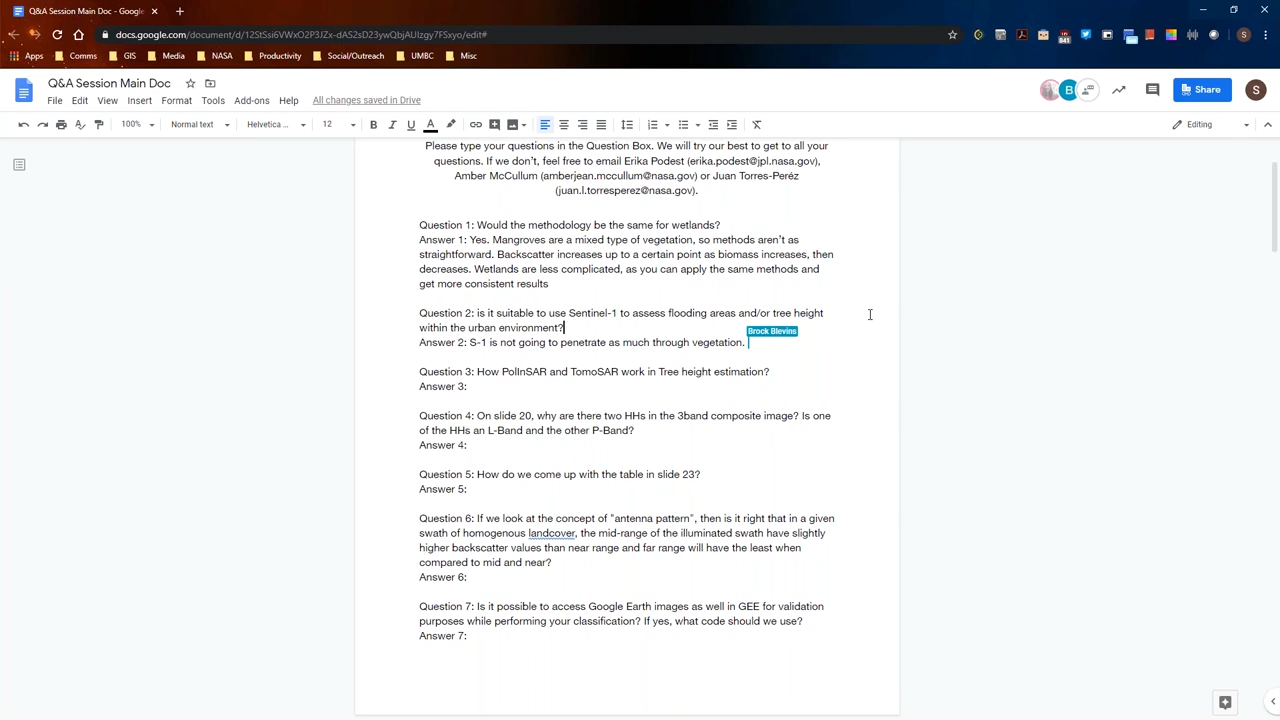 Q&A Session Main Doc - Google
docs.google.com/document/d/12StSsi6VWxO2P3JZx-dAS2sD23ywQbjAUIzgy7FSxyo/edit#
Apps Comms GIS Media NASA Productivity Social/Outreach UMBC Misc
Q&A Session Main Doc
File Edit View Insert Format Tools Add-ons Help All changes saved in Drive
B Share S
100% Normal text Helvetica ... 12 B I U A Editing
Please type your questions in the Question Box. We will try our best to get to all your
questions. If we don't, feel free to email Erika Podest (erika.podest@jpl.nasa.gov),
Amber McCullum (amberjean.mccullum@nasa.gov) or Juan Torres-Peréz
(juan.l.torresperez@nasa.gov).
Question 1: Would the methodology be the same for wetlands?
Answer 1: Yes. Mangroves are a mixed type of vegetation, so methods aren't as
straightforward. Backscatter increases up to a certain point as biomass increases, then
decreases. Wetlands are less complicated, as you can apply the same methods and
get more consistent results
Question 2: is it suitable to use Sentinel-1 to assess flooding areas and/or tree height
within the urban environment?
Brock Blevins
Answer 2: S-1 is not going to penetrate as much through vegetation.
Question 3: How PolInSAR and TomoSAR work in Tree height estimation?
Answer 3:
Question 4: On slide 20, why are there two HHs in the 3band composite image? Is one
of the HHs an L-Band and the other P-Band?
Answer 4:
Question 5: How do we come up with the table in slide 23?
Answer 5:
Question 6: If we look at the concept of "antenna pattern", then is it right that in a given
swath of homogenous landcover, the mid-range of the illuminated swath have slightly
higher backscatter values than near range and far range will have the least when
compared to mid and near?
Answer 6:
Question 7: Is it possible to access Google Earth images as well in GEE for validation
purposes while performing your classification? If yes, what code should we use?
Answer 7: